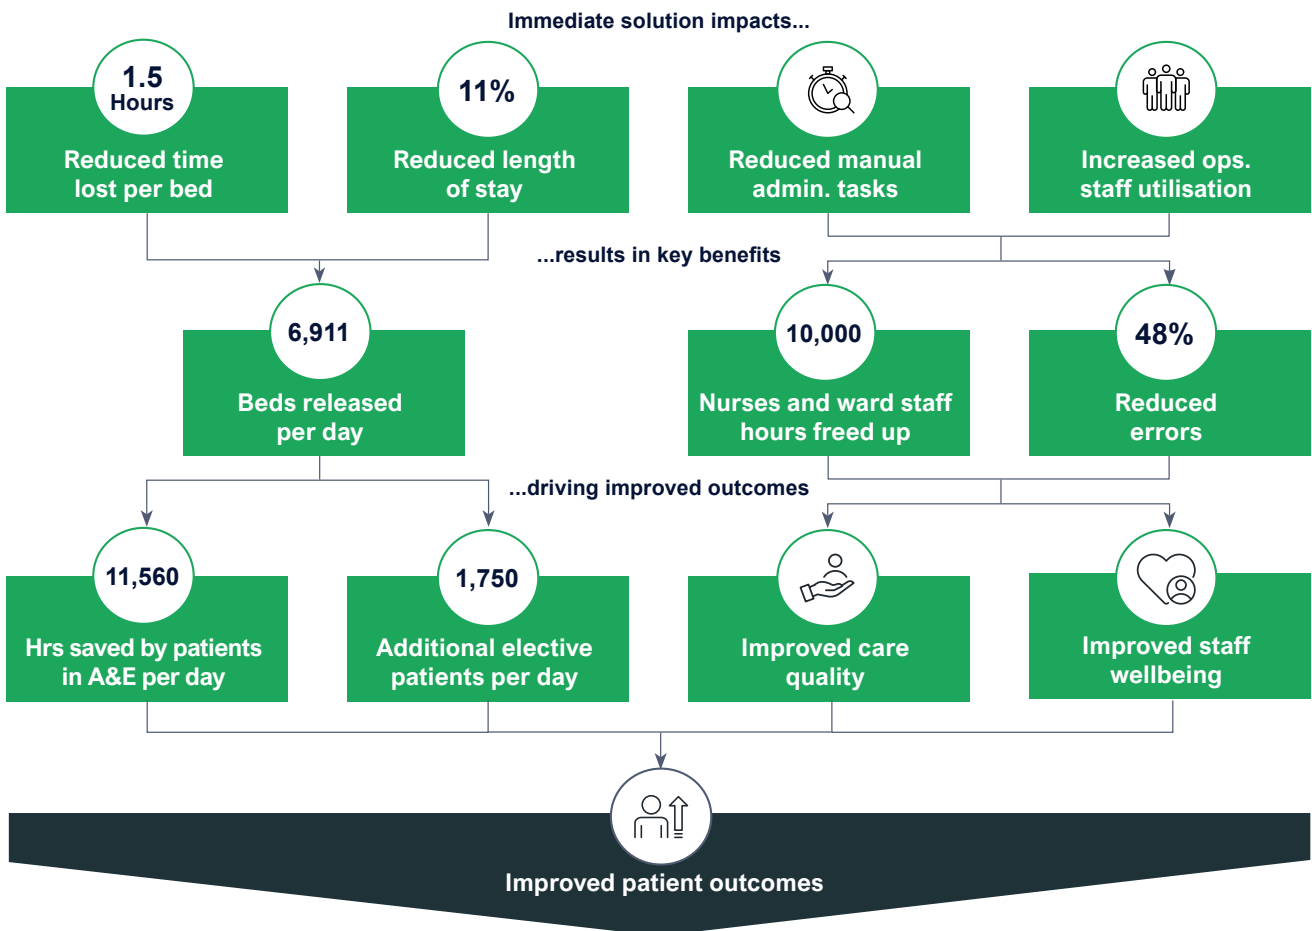 Immediate solution impacts...
1.5
Hours
Reduced time
lost per bed
11%
Reduced length
of stay
Reduced manual
admin. tasks
Increased ops.
staff utilisation
...results in key benefits
6,911
Beds released
per day
10,000
Nurses and ward staff
hours freed up
48%
Reduced
errors
...driving improved outcomes
11,560
Hrs saved by patients
in A&E per day
1,750
Additional elective
patients per day
Improved care
quality
Improved staff
wellbeing
Improved patient outcomes